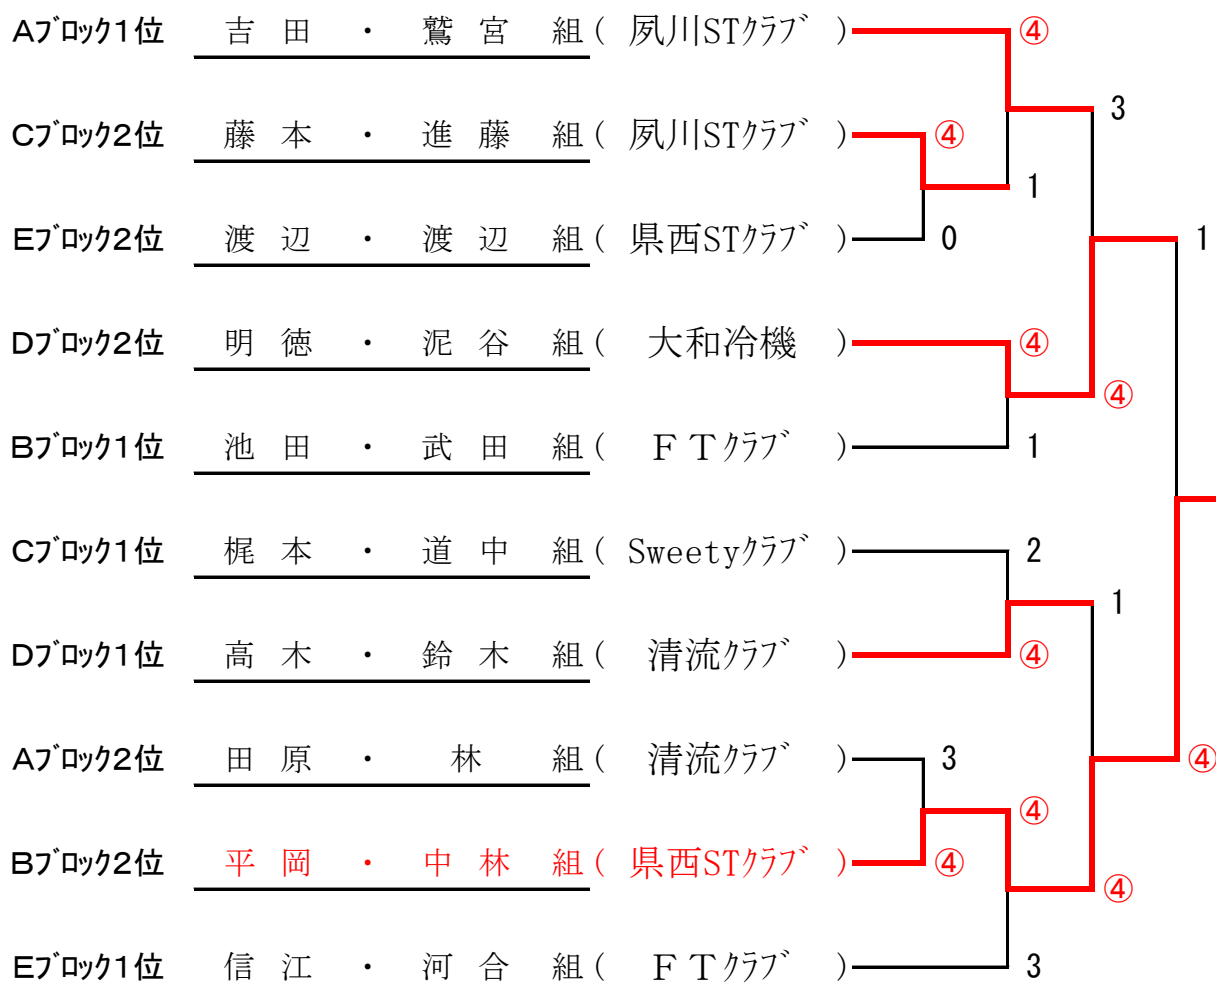 Aﾌﾞﾛｯｸ1位 吉田・鷲宮 組( 夙川STｸﾗﾌﾞ ) ④
3
Cﾌﾞﾛｯｸ2位 藤本・進藤 組( 夙川STｸﾗﾌﾞ ) ④
1
Eﾌﾞﾛｯｸ2位 渡辺・渡辺 組( 県西STｸﾗﾌﾞ ) 0 1
Dﾌﾞﾛｯｸ2位 明徳・泥谷 組( 大和冷機 ) ④
④
Bﾌﾞﾛｯｸ1位 池田・武田 組( ＦＴｸﾗﾌﾞ ) 1
Cﾌﾞﾛｯｸ1位 梶本・道中 組( Sweetyｸﾗﾌﾞ ) 2
1
Dﾌﾞﾛｯｸ1位 高木・鈴木 組( 清流ｸﾗﾌﾞ ) ④
Aﾌﾞﾛｯｸ2位 田原・林 組( 清流ｸﾗﾌﾞ ) 3 ④
④
Bﾌﾞﾛｯｸ2位 平岡・中林 組( 県西STｸﾗﾌﾞ ) ④
④
Eﾌﾞﾛｯｸ1位 信江・河合 組( ＦＴｸﾗﾌﾞ ) 3